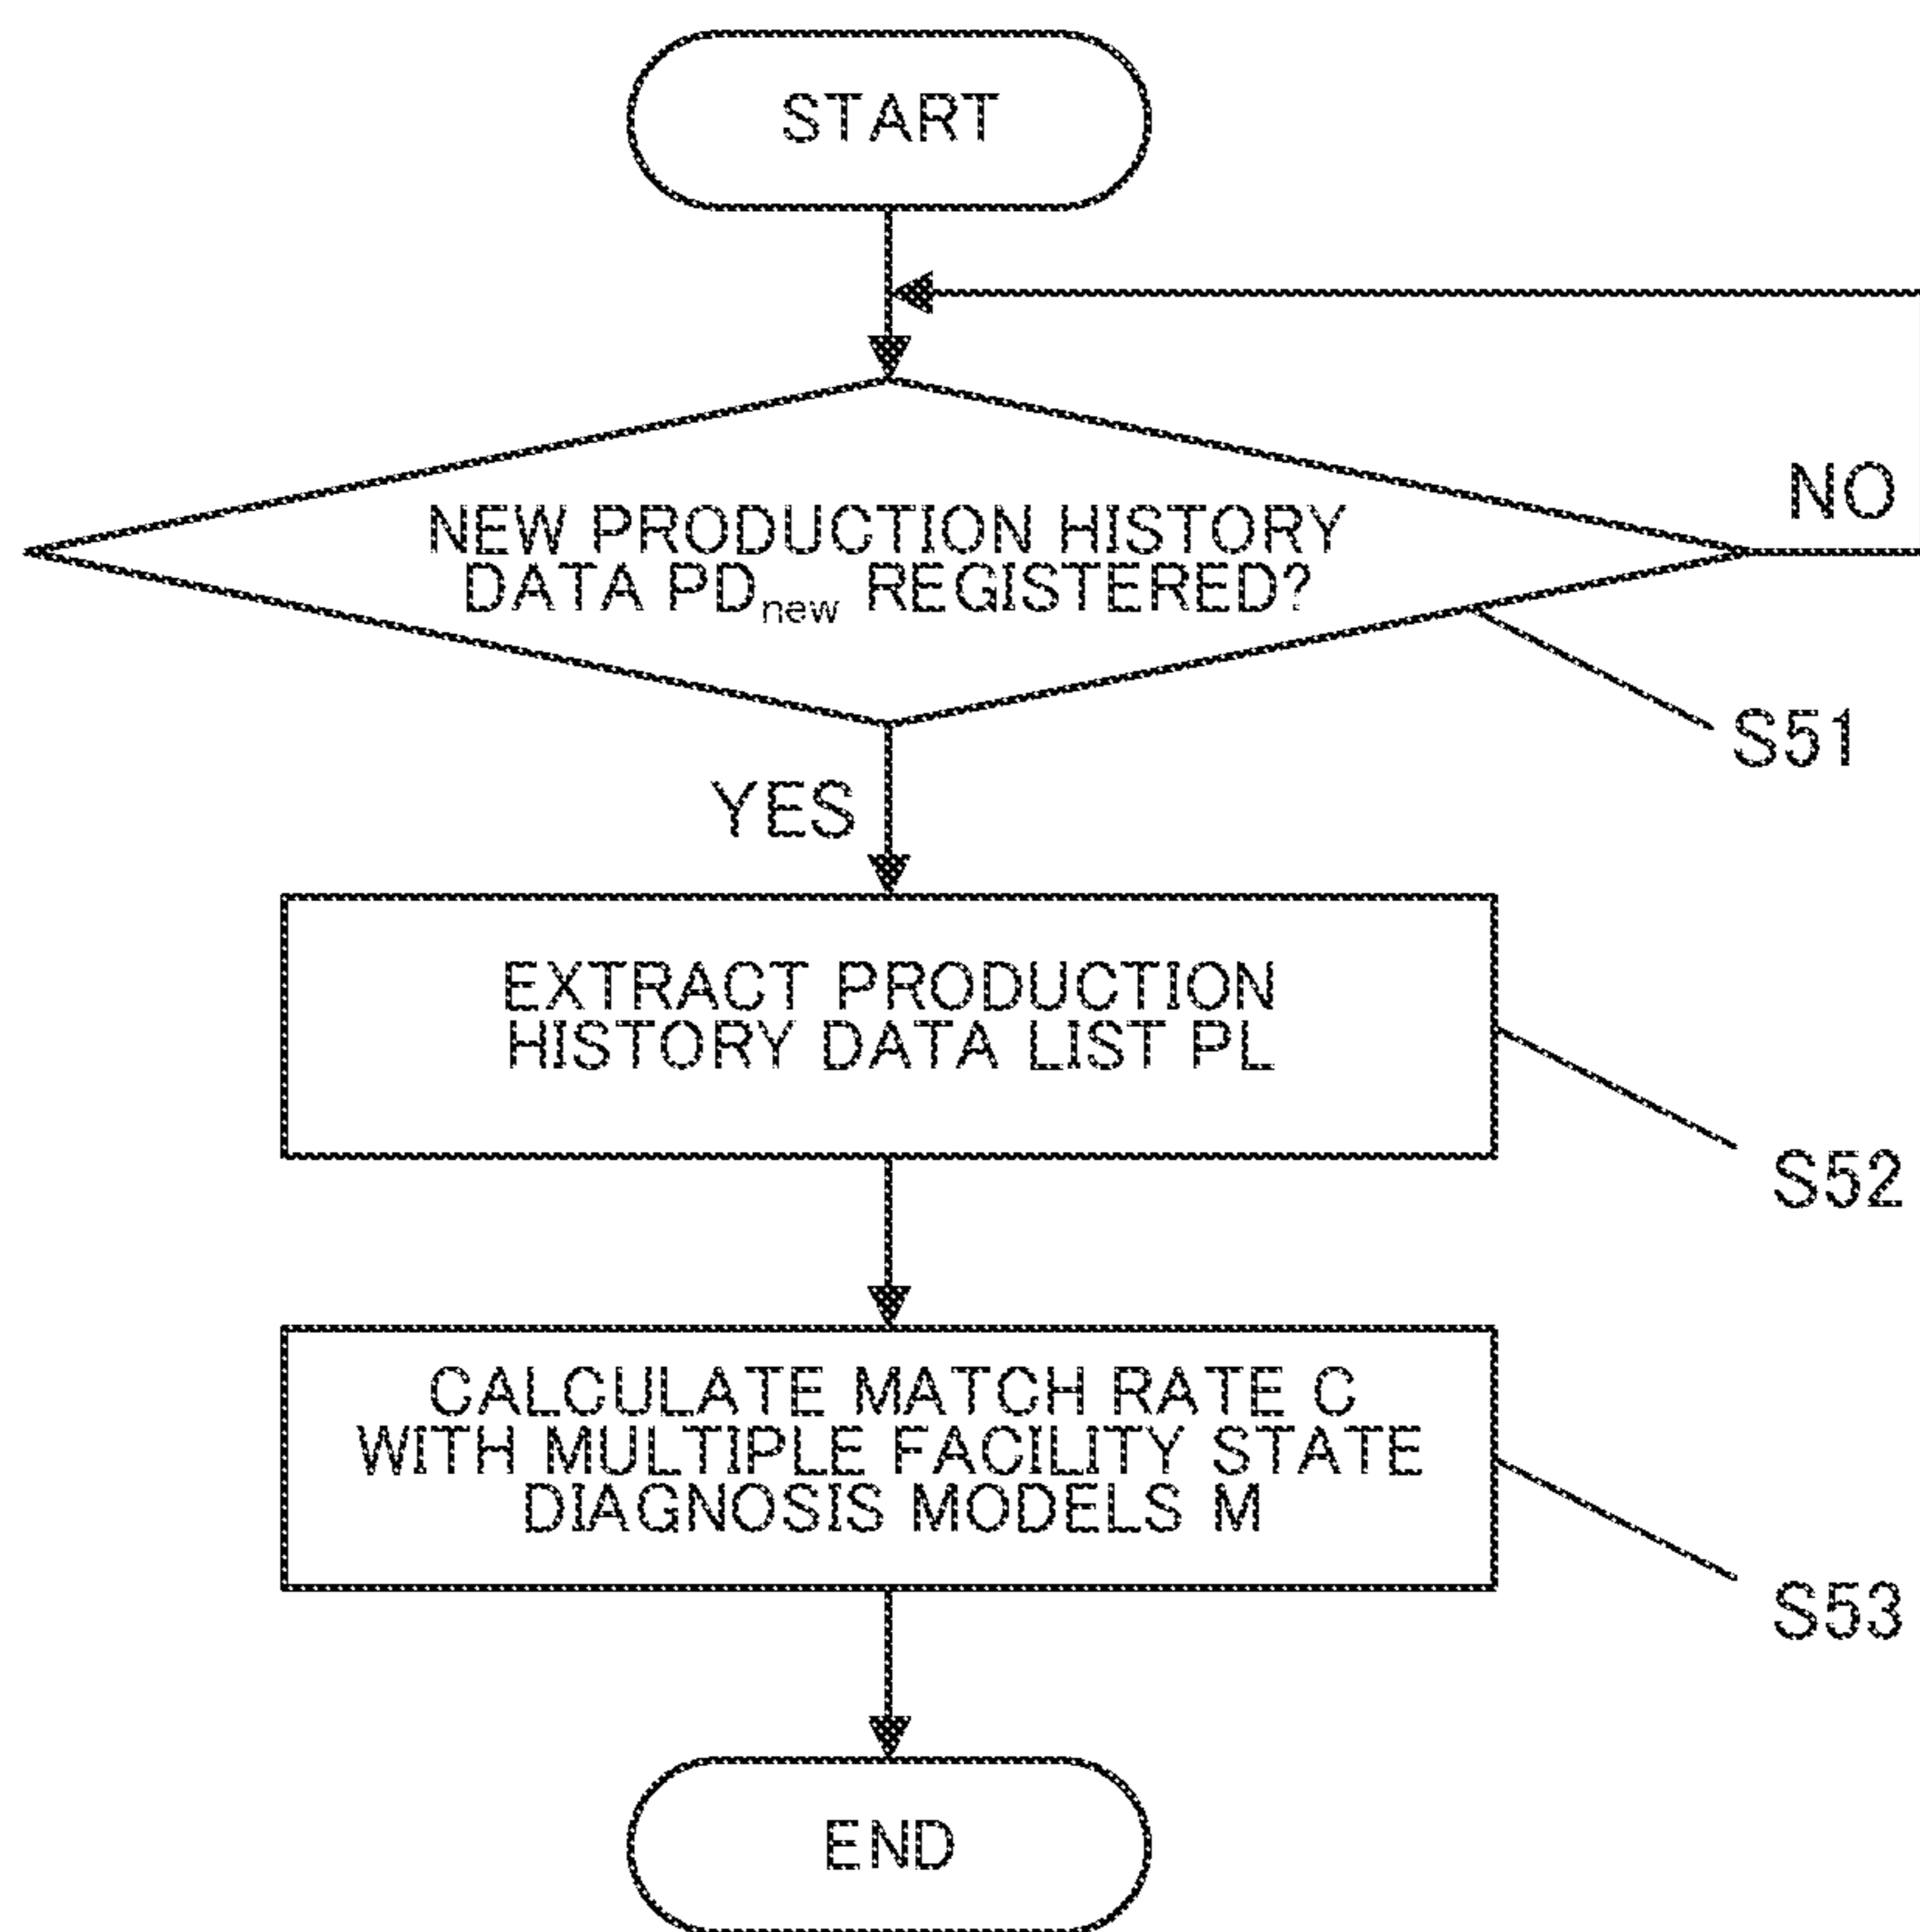 START
NO
NEW PRODUCTION HISTORY
DATA PDnew REGISTERED?
S51
YES
EXTRACT PRODUCTION
HISTORY DATA LIST PL
S52
CALCULATE MATCH RATE C
WITH MULTIPLE FACILITY STATE
DIAGNOSIS MODELS M
S53
END